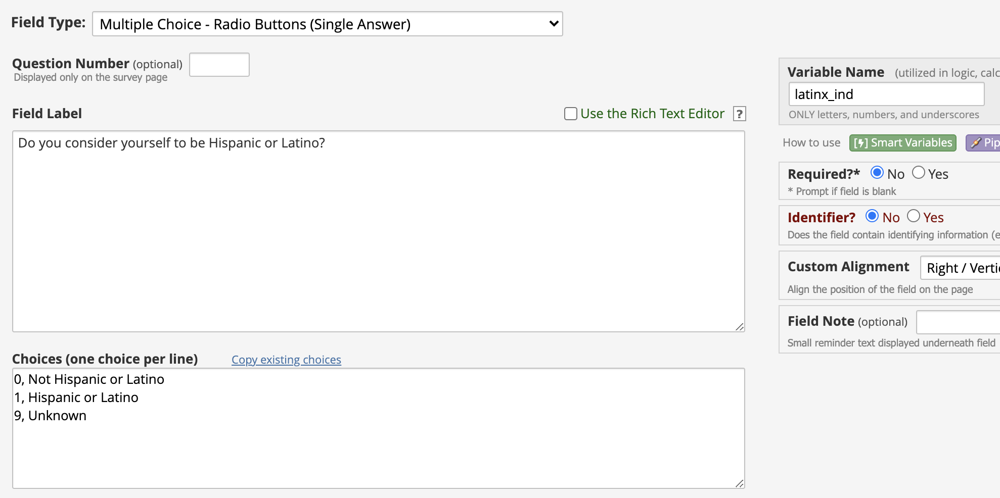 Field Type: Multiple Choice - Radio Buttons (Single Answer)
Question Number (optional)
Displayed only on the survey page
Field Label
Use the Rich Text Editor ?
Do you consider yourself to be Hispanic or Latino?
Choices (one choice per line) Copy existing choices
0, Not Hispanic or Latino
1, Hispanic or Latino
9, Unknown
Variable Name (utilized in logic, calc
latinx_ind
ONLY letters, numbers, and underscores
How to use [⚡] Smart Variables Pip
Required?* No Yes
* Prompt if field is blank
Identifier? No Yes
Does the field contain identifying information (e
Custom Alignment Right / Verti
Align the position of the field on the page
Field Note (optional)
Small reminder text displayed underneath field